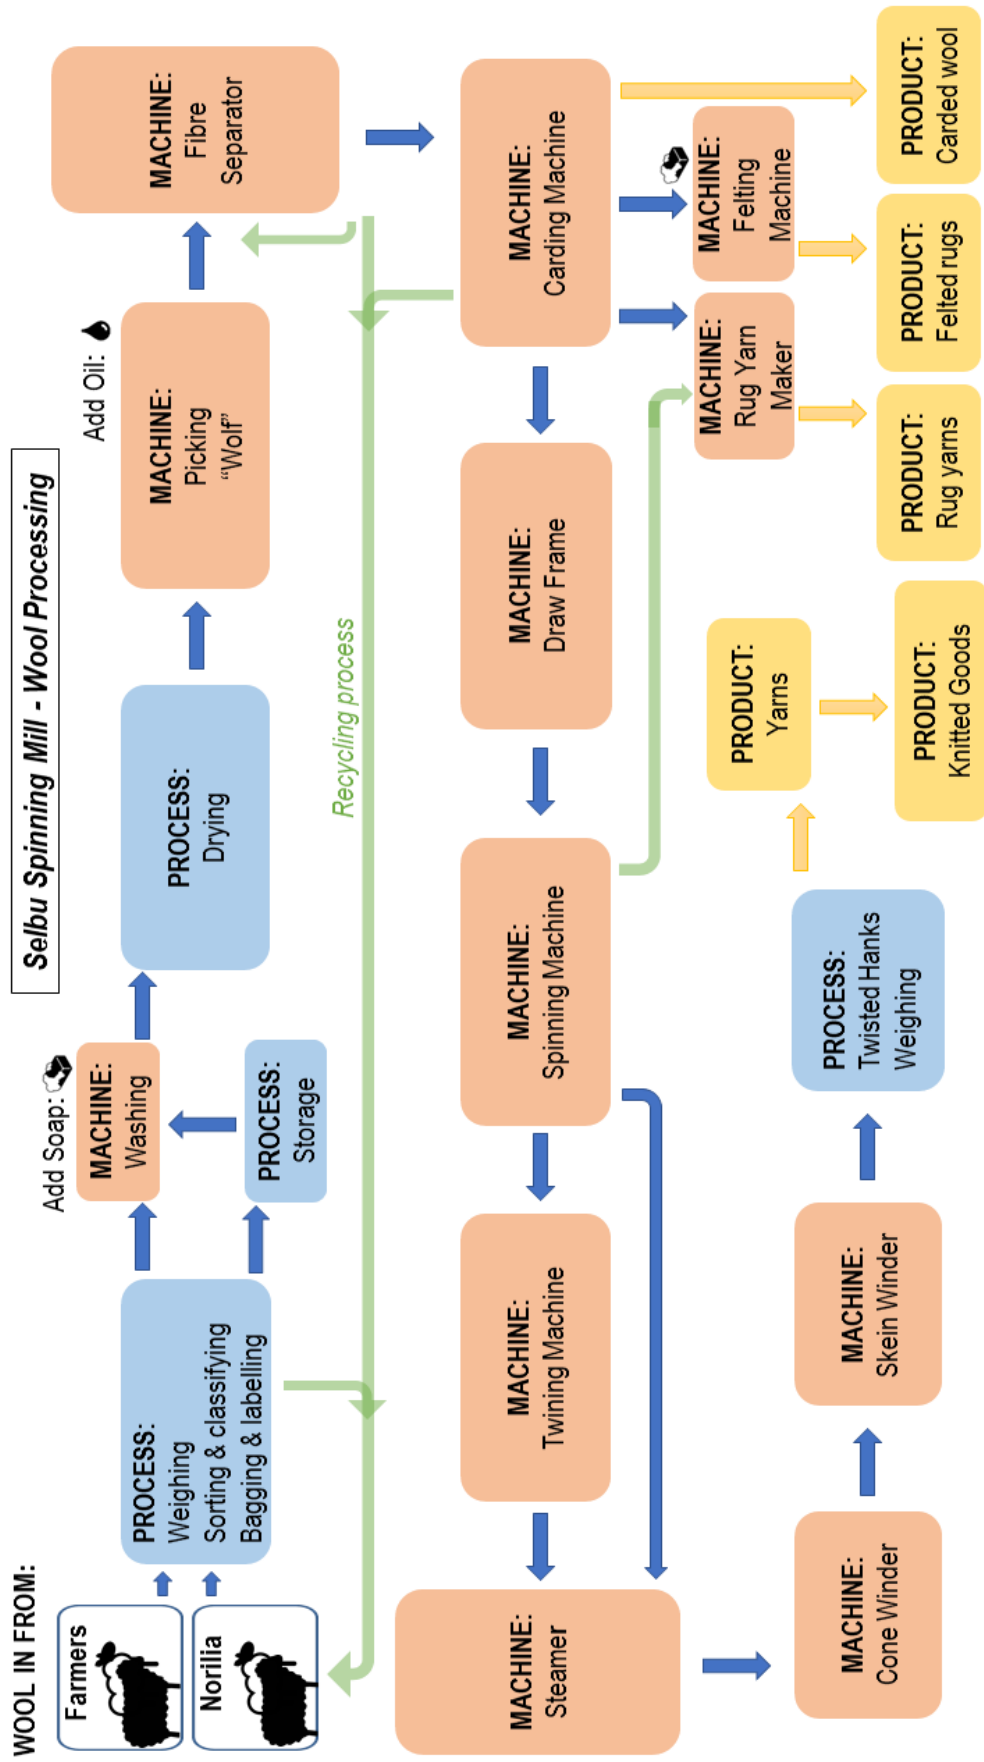 Selbu Spinning Mill - Wool Processing
WOOL IN FROM:
Farmers
Norilia
PROCESS:
Weighing
Sorting & classifying
Bagging & labelling
Add Soap:
MACHINE:
Washing
PROCESS:
Storage
PROCESS:
Drying
Add Oil:
MACHINE:
Picking
“Wolf”
MACHINE:
Fibre
Separator
Recycling process
MACHINE:
Steamer
MACHINE:
Twining Machine
MACHINE:
Spinning Machine
MACHINE:
Draw Frame
MACHINE:
Carding Machine
MACHINE:
Rug Yarn
Maker
MACHINE:
Felting
Machine
MACHINE:
Cone Winder
MACHINE:
Skein Winder
PROCESS:
Twisted Hanks
Weighing
PRODUCT:
Yarns
PRODUCT:
Knitted Goods
PRODUCT:
Rug yarns
PRODUCT:
Felted rugs
PRODUCT:
Carded wool